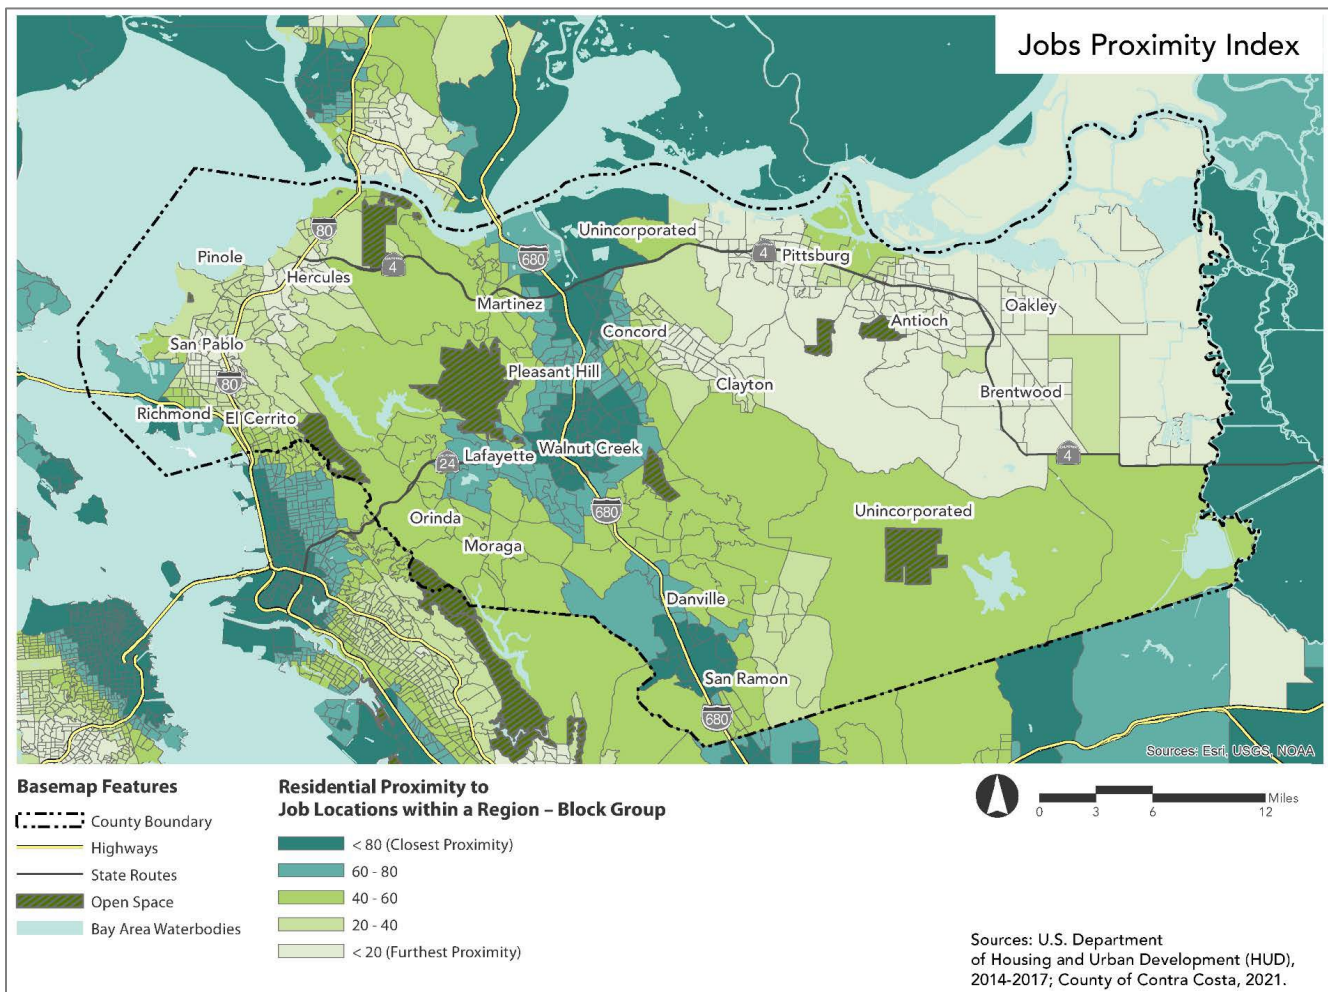 Jobs Proximity Index
Unincorporated
80
680
4
Pittsburg
Pinole
4
Hercules
Martinez
Oakley
Antioch
Concord
San Pablo
Pleasant Hill
Clayton
80
Brentwood
Richmond
El Cerrito
Walnut Creek
Lafayette
24
4
680
Orinda
Unincorporated
Moraga
Danville
San Ramon
680
Sources: Esri, USGS, NOAA
Basemap Features
County Boundary
Highways
State Routes
Open Space
Bay Area Waterbodies
Residential Proximity to
Job Locations within a Region – Block Group
< 80 (Closest Proximity)
60 - 80
40 - 60
20 - 40
< 20 (Furthest Proximity)
Miles
0 3 6 12
Sources: U.S. Department
of Housing and Urban Development (HUD),
2014-2017; County of Contra Costa, 2021.